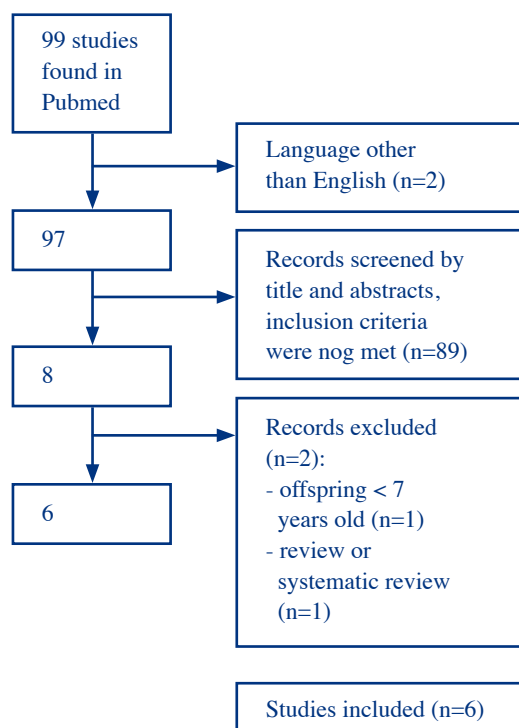 99 studies
found in
Pubmed
Language other
than English (n=2)
97
Records screened by
title and abstracts,
inclusion criteria
were nog met (n=89)
8
Records excluded
(n=2):
- offspring < 7
years old (n=1)
- review or
systematic review
(n=1)
6
Studies included (n=6)